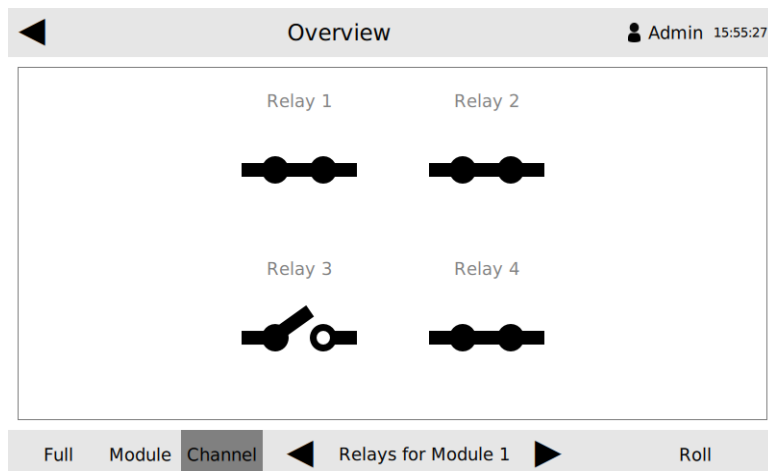 Overview Admin 15:55:27
Relay 1 Relay 2
Relay 3 Relay 4
Full Module Channel Relays for Module 1 Roll